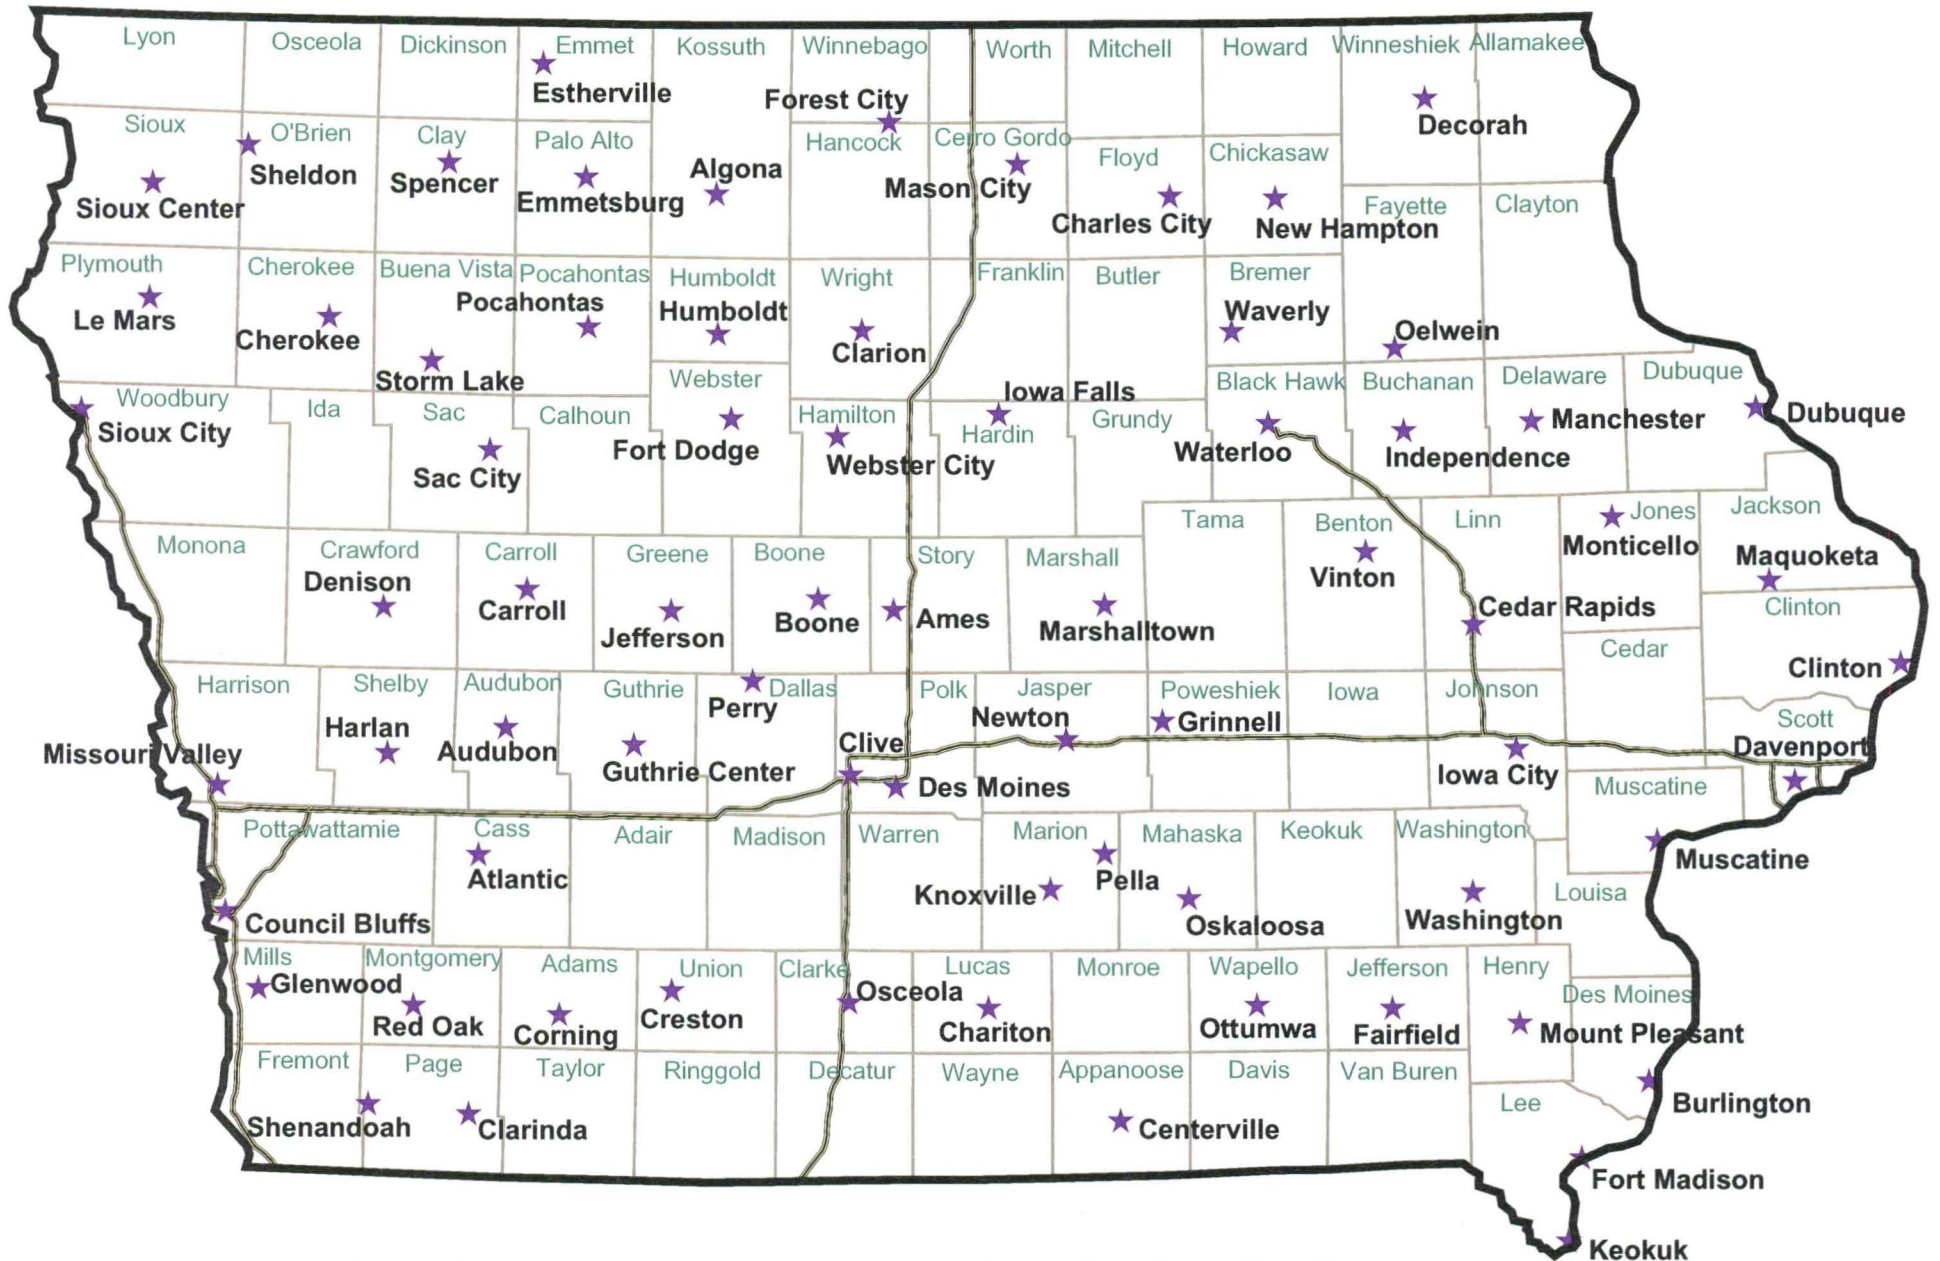 Lyon
Osceola
Dickinson
Emmet
Kossuth
Winnebago
Worth
Mitchell
Howard
Winneshiek
Allamakee
Estherville
Forest City
Decorah
Sioux
O'Brien
Clay
Palo Alto
Hancock
Cerro Gordo
Floyd
Chickasaw
Sheldon
Spencer
Algona
Mason City
Sioux Center
Emmetsburg
Charles City
New Hampton
Fayette
Clayton
Plymouth
Cherokee
Buena Vista
Pocahontas
Humboldt
Wright
Franklin
Butler
Bremer
Pocahontas
Humboldt
Waverly
Le Mars
Cherokee
Clarion
Oelwein
Storm Lake
Webster
Iowa Falls
Black Hawk
Buchanan
Delaware
Dubuque
Woodbury
Ida
Sac
Calhoun
Hamilton
Hardin
Grundy
Manchester
Dubuque
Sioux City
Sac City
Fort Dodge
Webster City
Waterloo
Independence
Tama
Benton
Linn
Jones
Jackson
Monona
Crawford
Carroll
Greene
Boone
Story
Marshall
Monticello
Maquoketa
Denison
Vinton
Carroll
Jefferson
Boone
Ames
Marshalltown
Cedar Rapids
Clinton
Cedar
Clinton
Harrison
Shelby
Audubon
Guthrie
Dallas
Polk
Jasper
Poweshiek
Iowa
Johnson
Perry
Newton
Grinnell
Scott
Harlan
Missouri Valley
Audubon
Clive
Davenport
Guthrie Center
Des Moines
Iowa City
Muscatine
Pottawattamie
Cass
Adair
Madison
Warren
Marion
Mahaska
Keokuk
Washington
Muscatine
Atlantic
Knoxville
Pella
Louisa
Council Bluffs
Oskaloosa
Washington
Mills
Montgomery
Adams
Union
Clarke
Lucas
Monroe
Wapello
Jefferson
Henry
Glenwood
Osceola
Des Moines
Red Oak
Corning
Creston
Chariton
Ottumwa
Fairfield
Mount Pleasant
Fremont
Page
Taylor
Ringgold
Decatur
Wayne
Appanoose
Davis
Van Buren
Lee
Burlington
Shenandoah
Clarinda
Centerville
Fort Madison
Keokuk